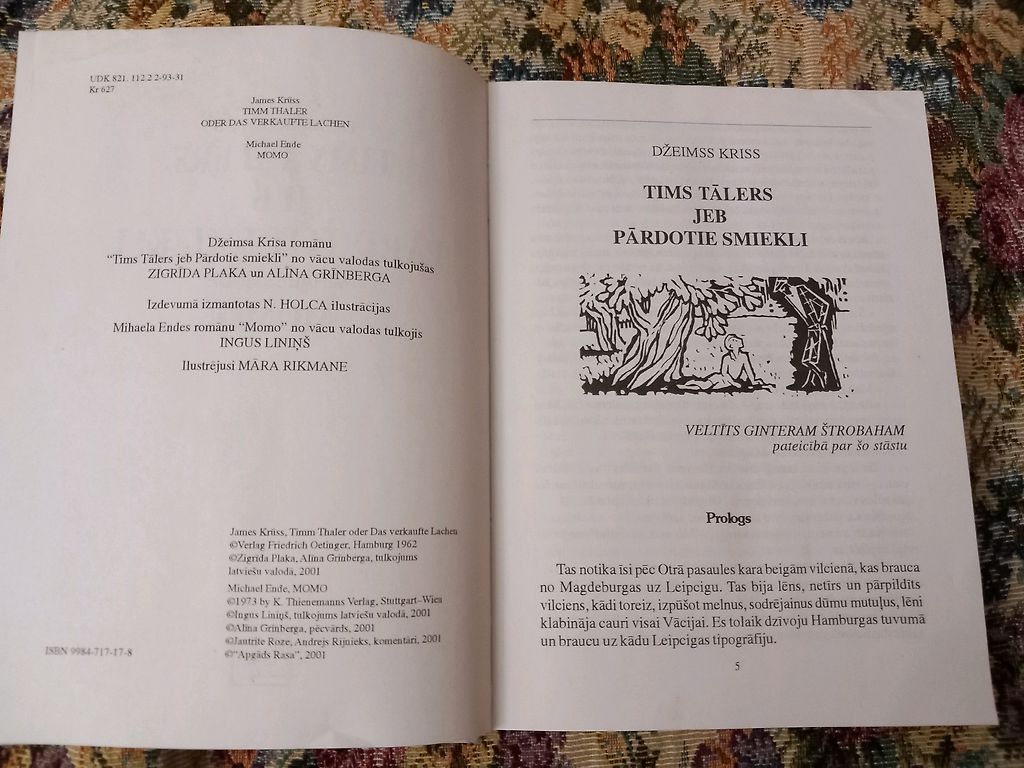 UDK 821. 112.2 2-93-31
Kr 627
James Krüss
TIMM THALER
ODER DAS VERKAUFTE LACHEN
Michael Ende
MOMO
Džeimsa Krisa romānu
“Tims Tālers jeb Pārdotie smiekli” no vācu valodas tulkojušas
ZIGRĪDA PLAKA un ALĪNA GRĪNBERGA
Izdevumā izmantotas N. HOLCA ilustrācijas
Mihaela Endes romānu “Momo” no vācu valodas tulkojis
INGUS LINIŅŠ
Ilustrējusi MĀRA RIKMANE
James Krüss, Timm Thaler oder Das verkaufte Lachen
©Verlag Friedrich Oetinger, Hamburg 1962
©Zigrīda Plaka, Alīna Grīnberga, tulkojums
latviešu valodā, 2001
Michael Ende, MOMO
©1973 by K. Thienemanns Verlag, Stuttgart–Wien
©Ingus Liniņš, tulkojums latviešu valodā, 2001
©Alīna Grīnberga, pēcvārds, 2001
©Jautrīte Roze, Andrejs Rijnieks, komentāri, 2001
©“Apgāds Rasa”, 2001
ISBN 9984-717-17-8
DŽEIMSS KRISS
TIMS TĀLERS
JEB
PĀRDOTIE SMIEKLI
VELTĪTS GINTERAM ŠTROBAHAM
pateicībā par šo stāstu
Prologs
Tas notika īsi pēc Otrā pasaules kara beigām vilcienā, kas brauca
no Magdeburgas uz Leipcigu. Tas bija lēns, netīrs un pārpildīts
vilciens, kādi toreiz, izpūšot melnus, sodrējainus dūmu mutuļus, lēni
klabināja cauri visai Vācijai. Es tolaik dzīvoju Hamburgas tuvumā
un braucu uz kādu Leipcigas tipogrāfiju.
5